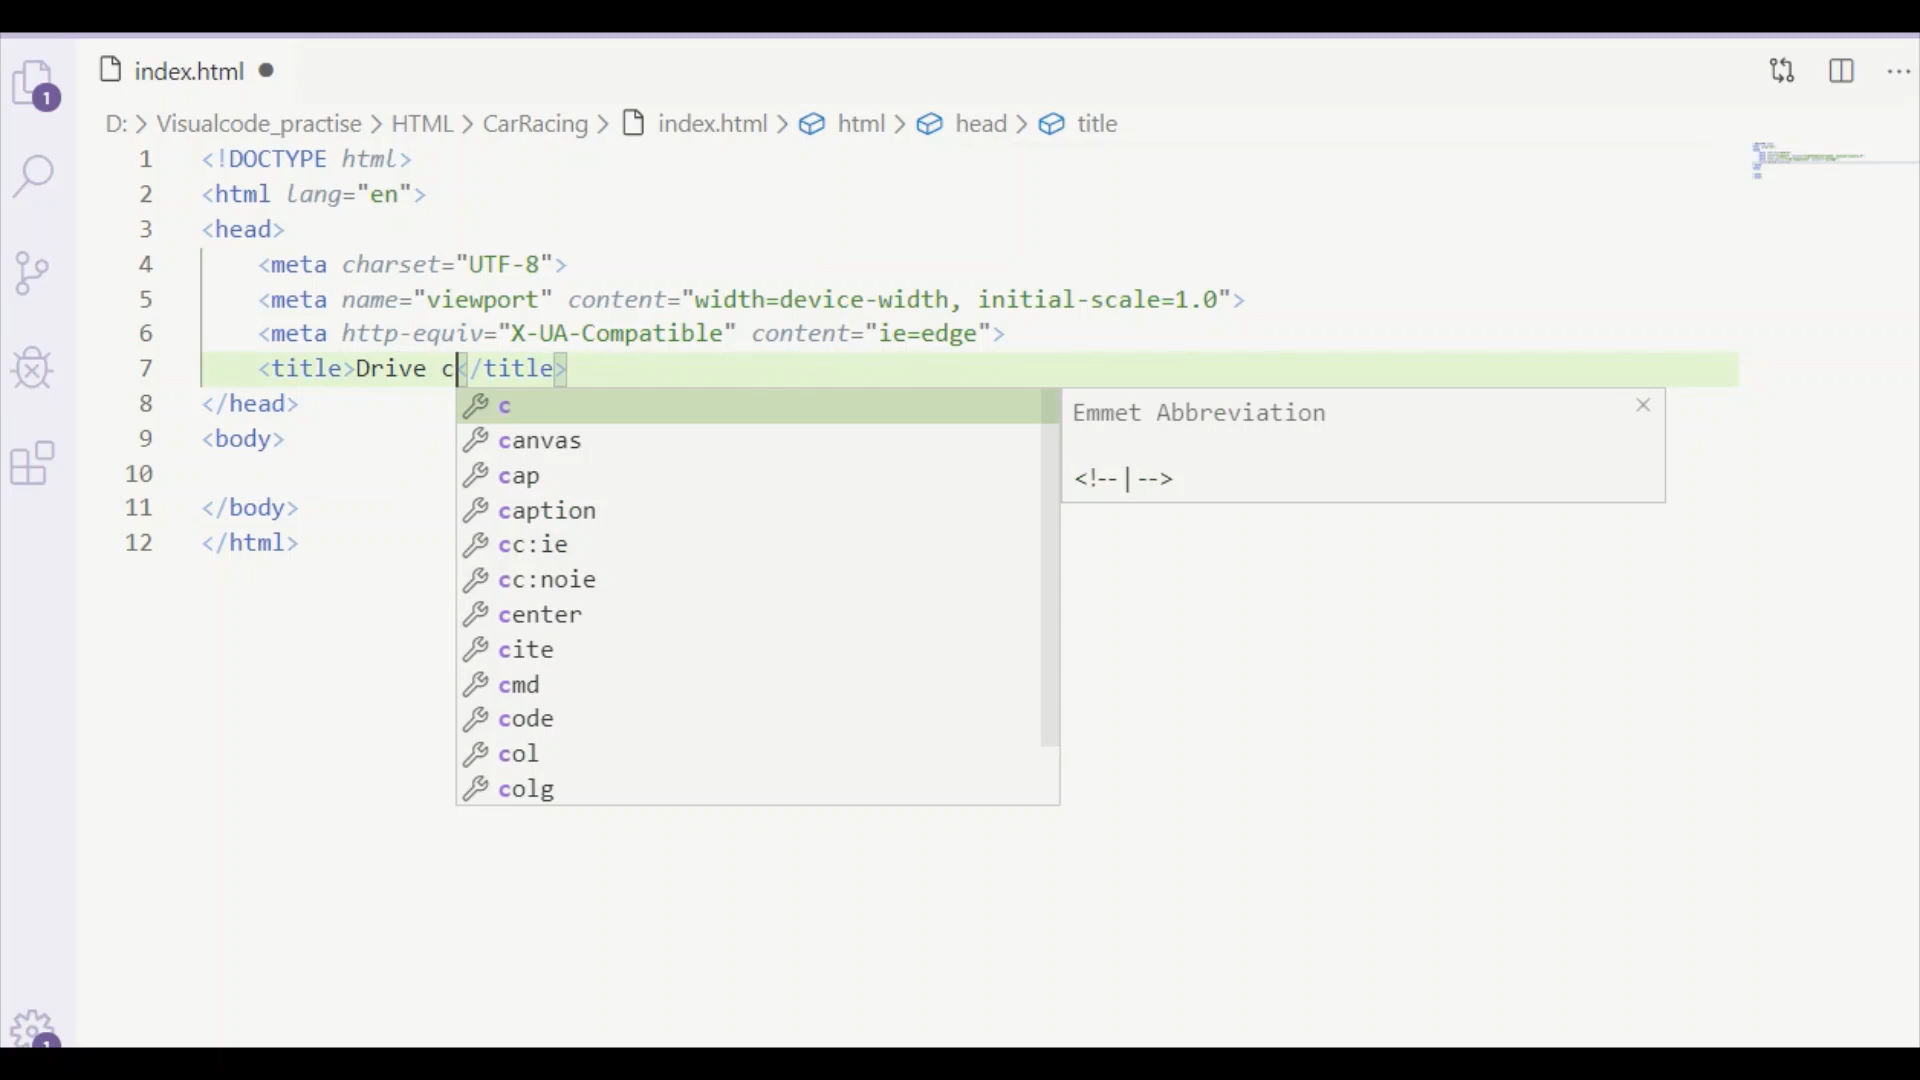 index.html
1
D: > Visualcode_practise > HTML > CarRacing > index.html > html > head > title
1 <!DOCTYPE html>
2 <html lang="en">
3 <head>
4 <meta charset="UTF-8">
5 <meta name="viewport" content="width=device-width, initial-scale=1.0">
6 <meta http-equiv="X-UA-Compatible" content="ie=edge">
7 <title>Drive c</title>
8 </head>
9 <body>
10
11 </body>
12 </html>
c
canvas
cap
caption
cc:ie
cc:noie
center
cite
cmd
code
col
colg
Emmet Abbreviation
<!-- | -->
1